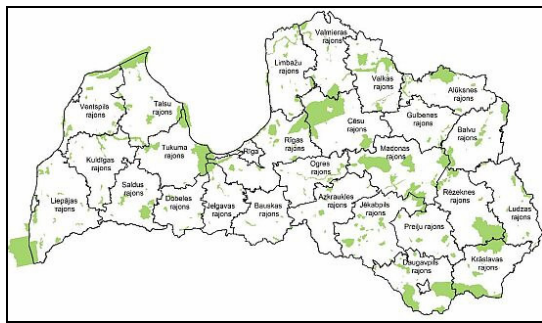 Valmieras
rajons
Limbažu
rajons
Valkas
rajons
Alūksnes
rajons
Ventspils
rajons
Talsu
rajons
Cēsu
rajons
Gulbenes
rajons
Balvu
rajons
Rīgas
rajons
Rīga
Tukuma
rajons
Kuldīgas
rajons
Ogres
rajons
Madonas
rajons
Saldus
rajons
Dobeles
rajons
Jelgavas
rajons
Bauskas
rajons
Aizkraukles
rajons
Jēkabpils
rajons
Rēzeknes
rajons
Ludzas
rajons
Liepājas
rajons
Preiļu
rajons
Daugavpils
rajons
Krāslavas
rajons